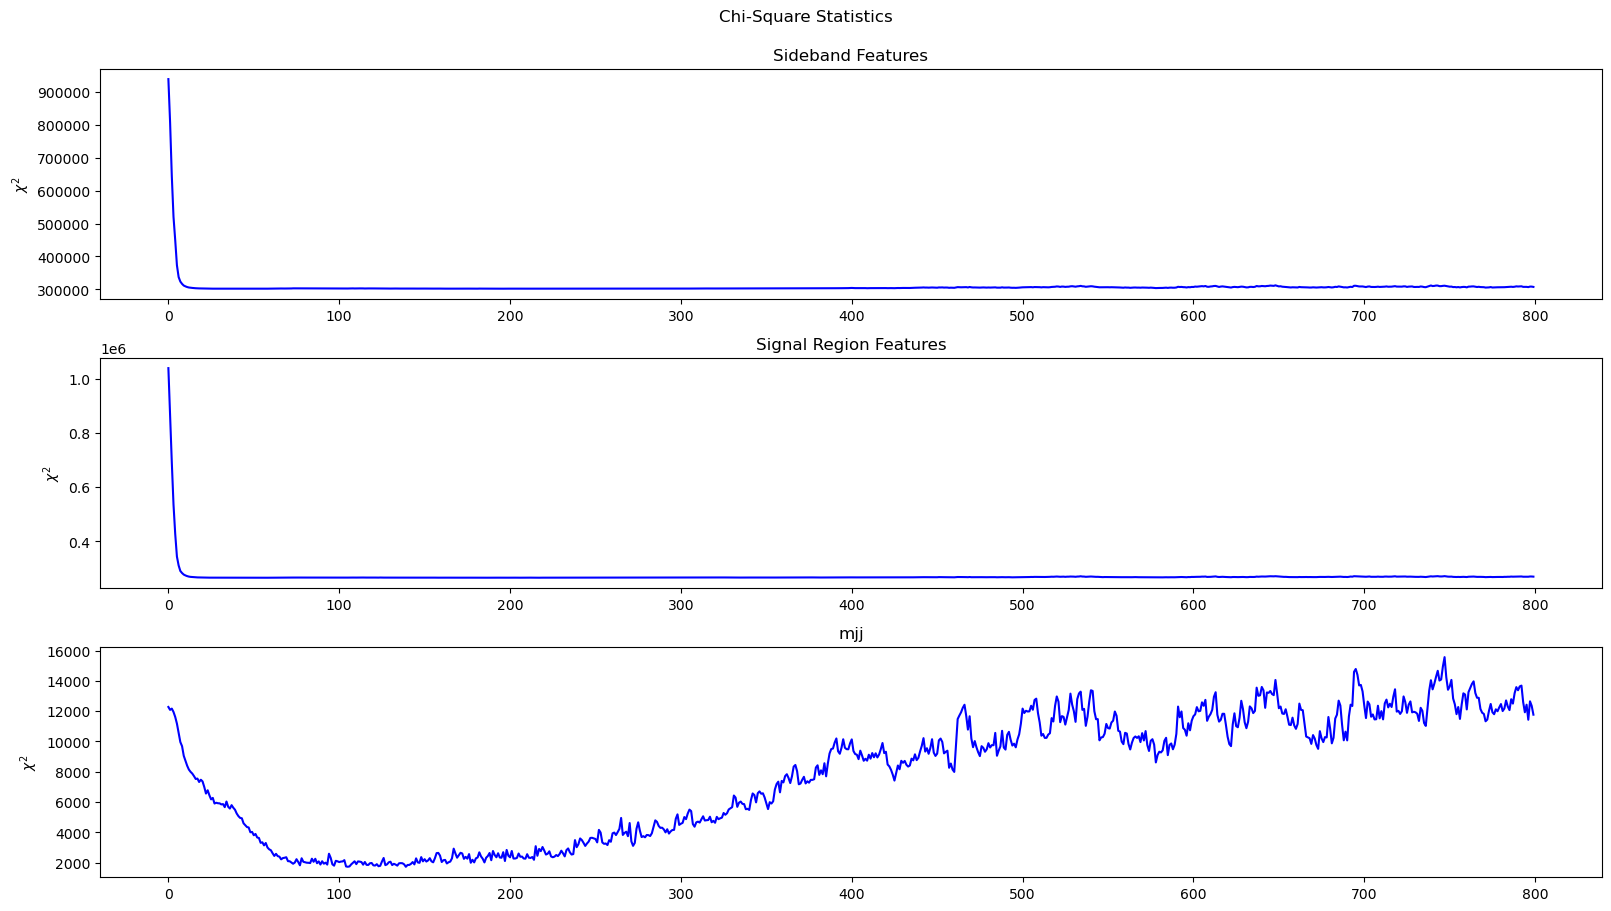 Chi-Square Statistics
Sideband Features
900000
800000
700000
600000
500000
400000
300000
χ²
0 100 200 300 400 500 600 700 800
Signal Region Features
1e6
1.0
0.8
0.6
0.4
χ²
0 100 200 300 400 500 600 700 800
mjj
16000
14000
12000
10000
8000
6000
4000
2000
χ²
0 100 200 300 400 500 600 700 800